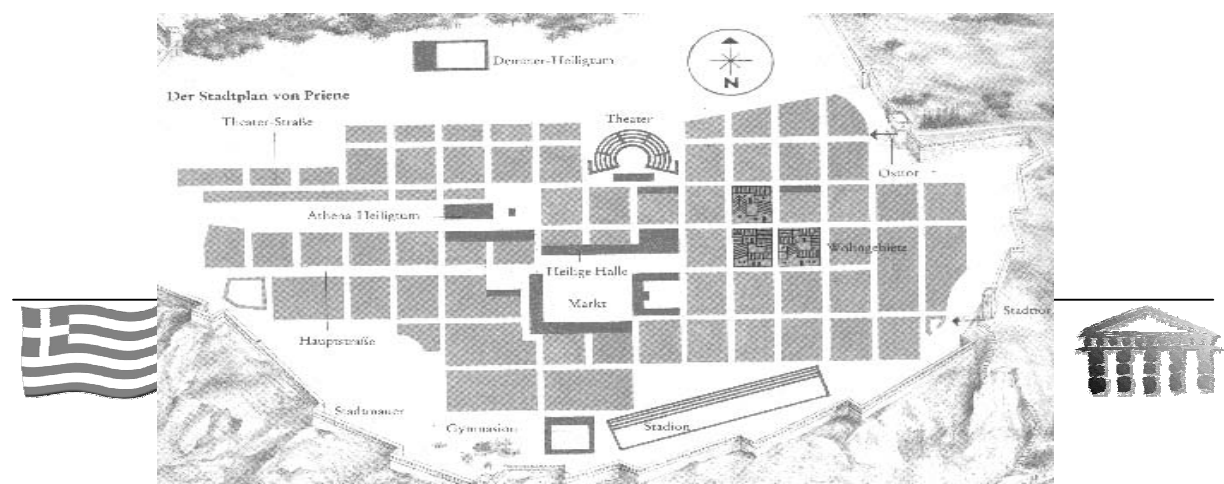 Demeter-Heiligtum
N
Der Stadtplan von Priene
Theater-Straße
Theater
Osttor
Athena-Heiligtum
Wohngebiete
Heilige Halle
Markt
Stadttor
Hauptstraße
Stadtmauer
Gymnasion
Stadion